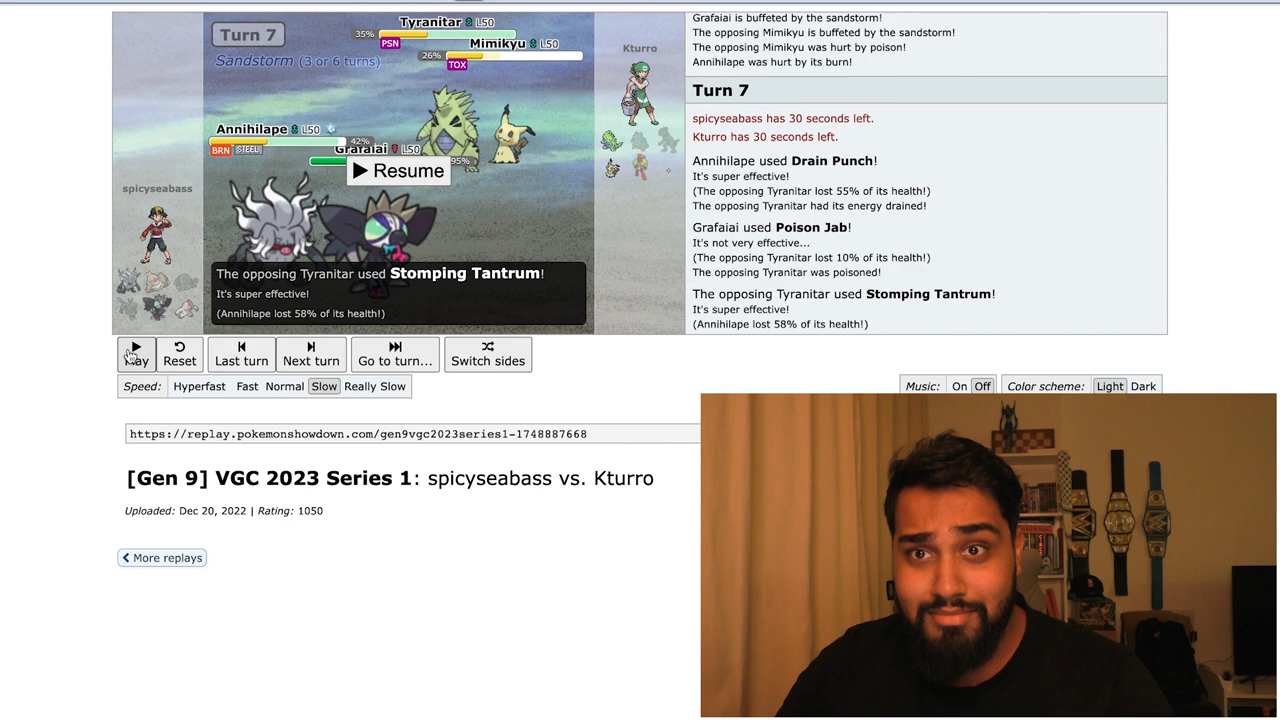 Turn 7
Sandstorm (3 or 6 turns)
Tyranitar L50
35%
PSN
Mimikyu L50
26%
TOX
Annihilape L50
42%
BRN STEEL
Grafaiai L50
95%
Resume
spicyseabass
Kturro
The opposing Tyranitar used Stomping Tantrum!
It's super effective!
(Annihilape lost 58% of its health!)
Grafaiai is buffeted by the sandstorm!
The opposing Mimikyu is buffeted by the sandstorm!
The opposing Mimikyu was hurt by poison!
Annihilape was hurt by its burn!
Turn 7
spicyseabass has 30 seconds left.
Kturro has 30 seconds left.
Annihilape used Drain Punch!
It's super effective!
(The opposing Tyranitar lost 55% of its health!)
The opposing Tyranitar had its energy drained!
Grafaiai used Poison Jab!
It's not very effective...
(The opposing Tyranitar lost 10% of its health!)
The opposing Tyranitar was poisoned!
The opposing Tyranitar used Stomping Tantrum!
It's super effective!
(Annihilape lost 58% of its health!)
Play Reset Last turn Next turn Go to turn... Switch sides
Speed: Hyperfast Fast Normal Slow Really Slow
Music: On Off Color scheme: Light Dark
https://replay.pokemonshowdown.com/gen9vgc2023series1-1748887668
[Gen 9] VGC 2023 Series 1: spicyseabass vs. Kturro
Uploaded: Dec 20, 2022 | Rating: 1050
More replays